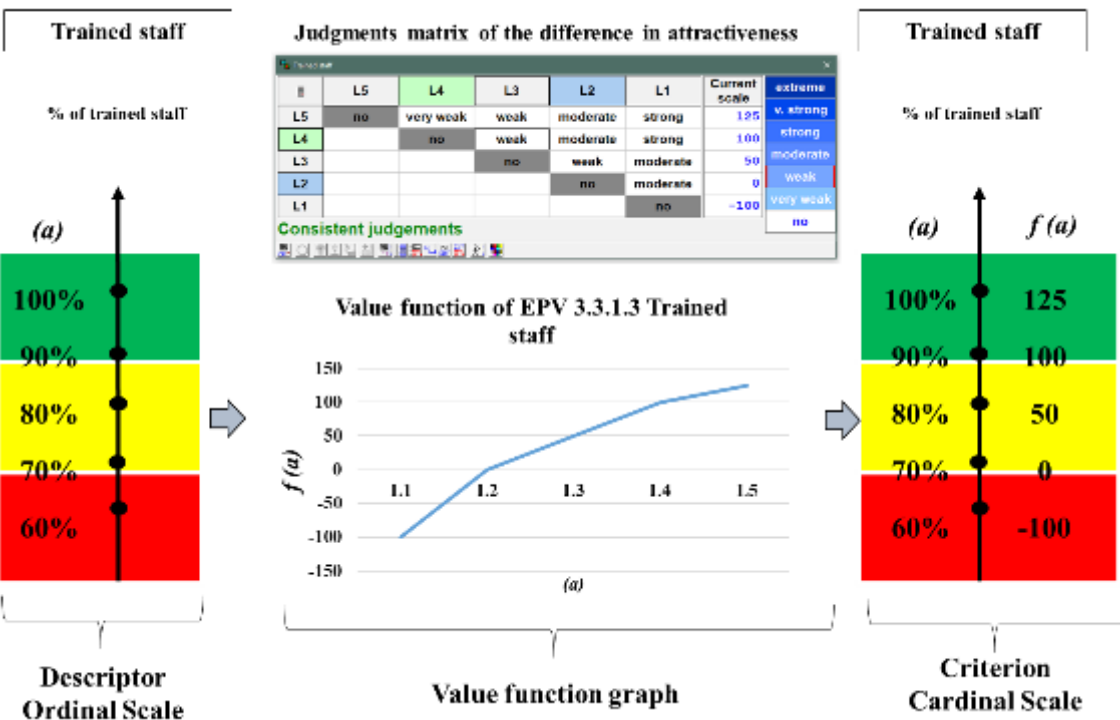 Trained staff
% of trained staff
(a)
100%
90%
80%
70%
60%
Descriptor
Ordinal Scale
Judgments matrix of the difference in attractiveness
Trained staff
L5 L4 L3 L2 L1 Current scale
L5 no very weak weak moderate strong 125
L4 no weak moderate strong 100
L3 no weak moderate 50
L2 no moderate 0
L1 no -100
extreme
v. strong
strong
moderate
weak
very weak
no
Consistent judgements
Value function of EPV 3.3.1.3 Trained
staff
f (a)
150
100
50
0
-50
-100
-150
L1 L2 L3 L4 L5
(a)
Value function graph
Trained staff
% of trained staff
(a) f (a)
100% 125
90% 100
80% 50
70% 0
60% -100
Criterion
Cardinal Scale